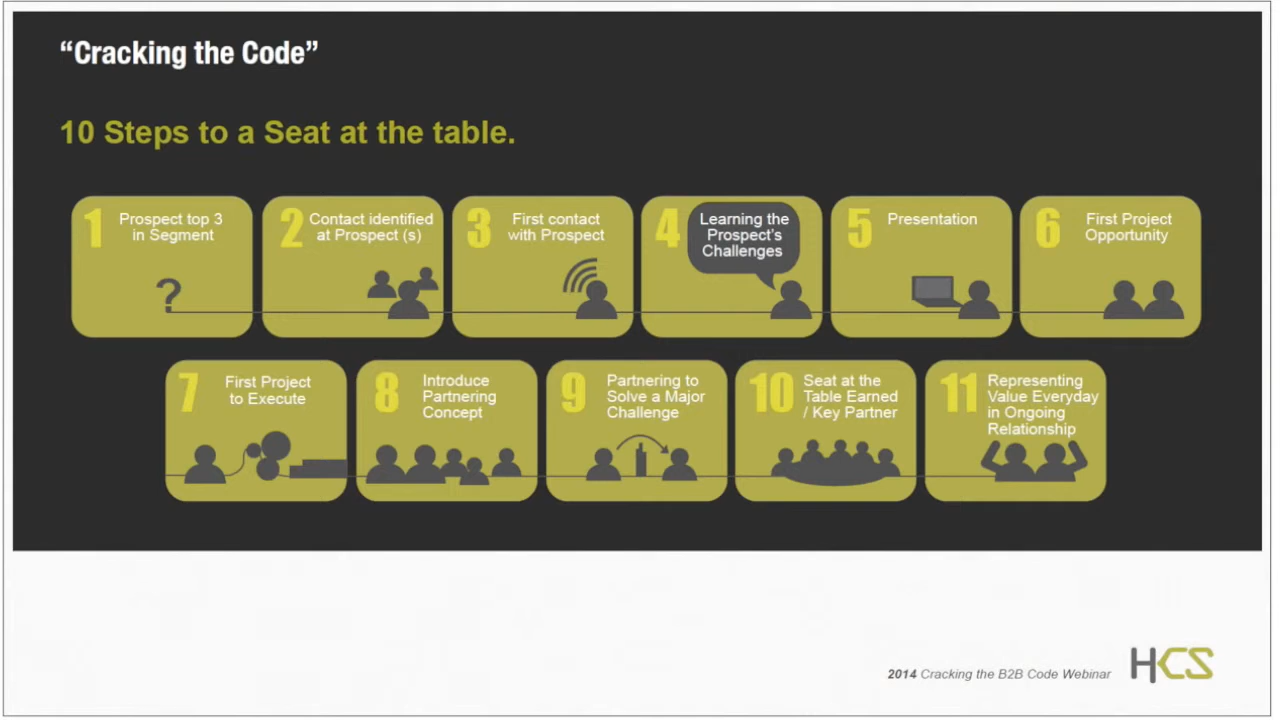 “Cracking the Code”
10 Steps to a Seat at the table.
1
Prospect top 3
in Segment
2
Contact identified
at Prospect (s)
3
First contact
with Prospect
4
Learning the
Prospect's
Challenges
5
Presentation
6
First Project
Opportunity
?
7
First Project
to Execute
8
Introduce
Partnering
Concept
9
Partnering to
Solve a Major
Challenge
10
Seat at the
Table Earned
/ Key Partner
11
Representing
Value Everyday
in Ongoing
Relationship
2014 Cracking the B2B Code Webinar
HCS